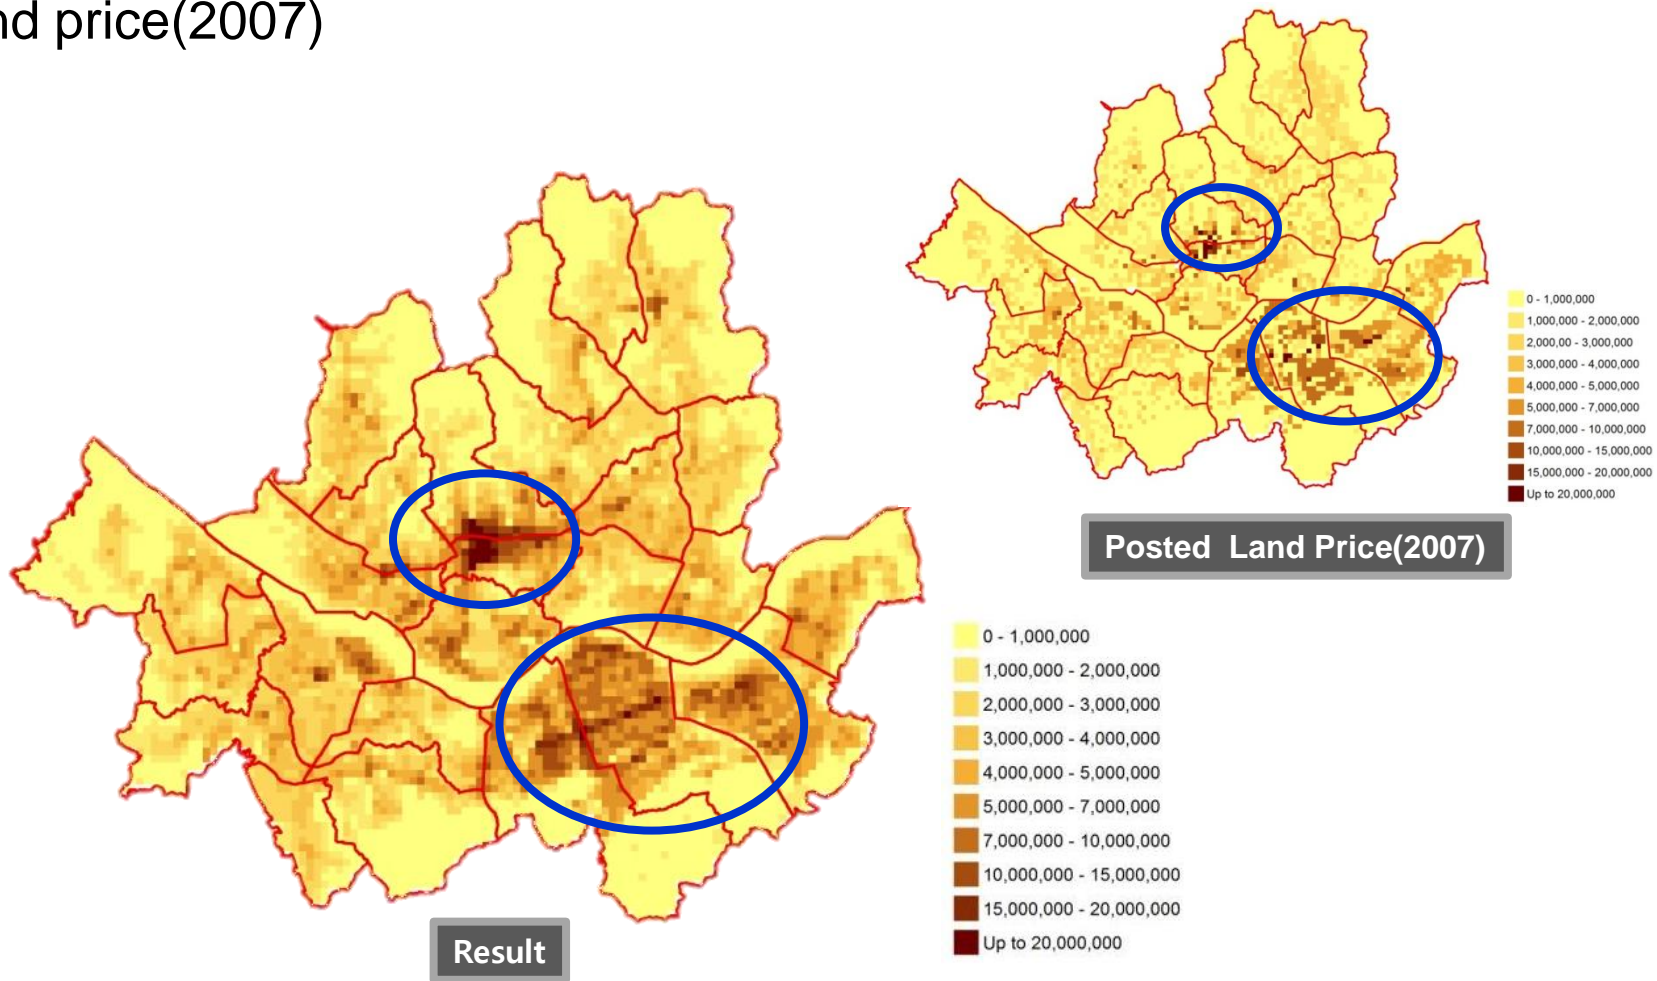 nd price(2007)
0 - 1,000,000
1,000,000 - 2,000,000
2,000,00 - 3,000,000
3,000,000 - 4,000,000
4,000,000 - 5,000,000
5,000,000 - 7,000,000
7,000,000 - 10,000,000
10,000,000 - 15,000,000
15,000,000 - 20,000,000
Up to 20,000,000
Posted Land Price(2007)
0 - 1,000,000
1,000,000 - 2,000,000
2,000,000 - 3,000,000
3,000,000 - 4,000,000
4,000,000 - 5,000,000
5,000,000 - 7,000,000
7,000,000 - 10,000,000
10,000,000 - 15,000,000
15,000,000 - 20,000,000
Up to 20,000,000
Result